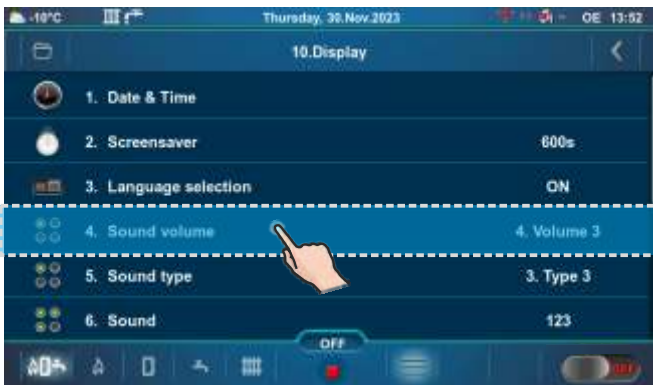 -10°C Thursday, 30.Nov.2023 OE 13:52
10.Display
1. Date & Time
2. Screensaver 600s
3. Language selection ON
4. Sound volume 4. Volume 3
5. Sound type 3. Type 3
6. Sound 123
OFF
OFF